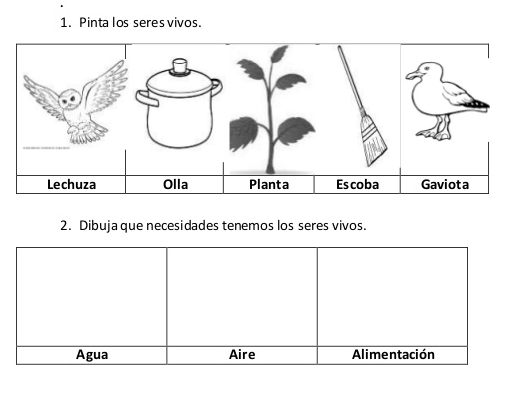 1. Pinta los seres vivos.
Lechuza Olla Planta Escoba Gaviota
2. Dibuja que necesidades tenemos los seres vivos.
Agua Aire Alimentación